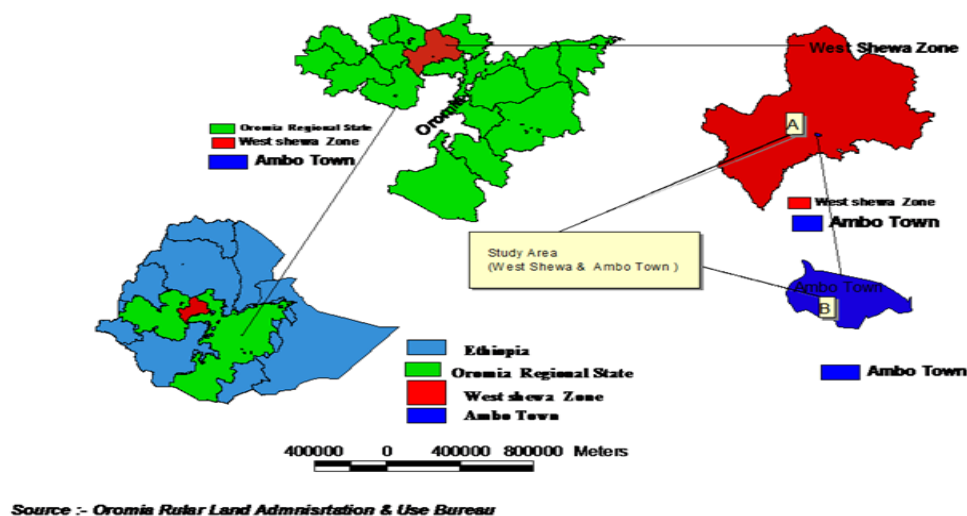 West Shewa Zone
Oromia
Oromia Regional State
West shewa Zone
Ambo Town
A
West shewa Zone
Ambo Town
Study Area
(West Shewa & Ambo Town )
Ambo Town
B
Ambo Town
Ethiopia
Oromia Regional State
West shewa Zone
Ambo Town
400000 0 400000 800000 Meters
Source :- Oromia Rular Land Admnisrtation & Use Bureau